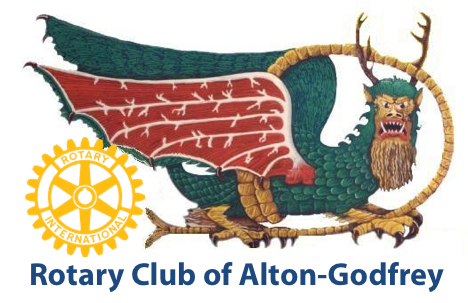 ROTARY
INTERNATIONAL
Rotary Club of Alton-Godfrey